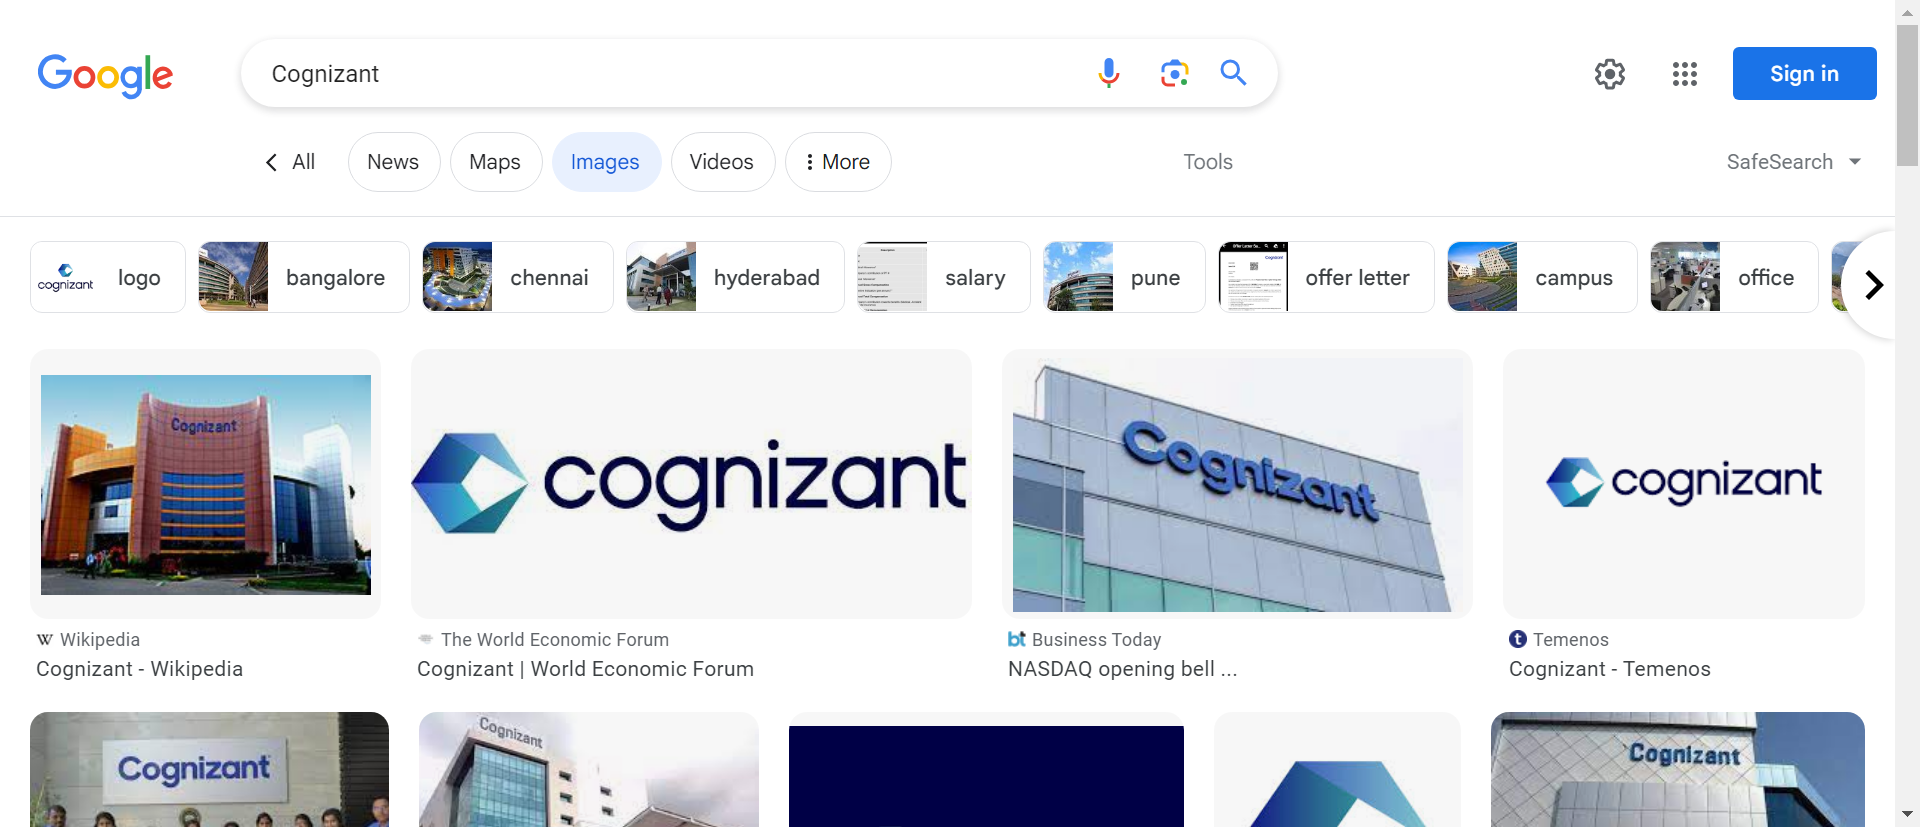 Google
Cognizant
Sign in
All
News
Maps
Images
Videos
More
Tools
SafeSearch
cognizant
logo
bangalore
chennai
hyderabad
salary
pune
offer letter
campus
office
Cognizant
cognizant
Cognizant
cognizant
W Wikipedia
The World Economic Forum
bt Business Today
t Temenos
Cognizant - Wikipedia
Cognizant | World Economic Forum
NASDAQ opening bell ...
Cognizant - Temenos
Cognizant
Cognizant
Cognizant